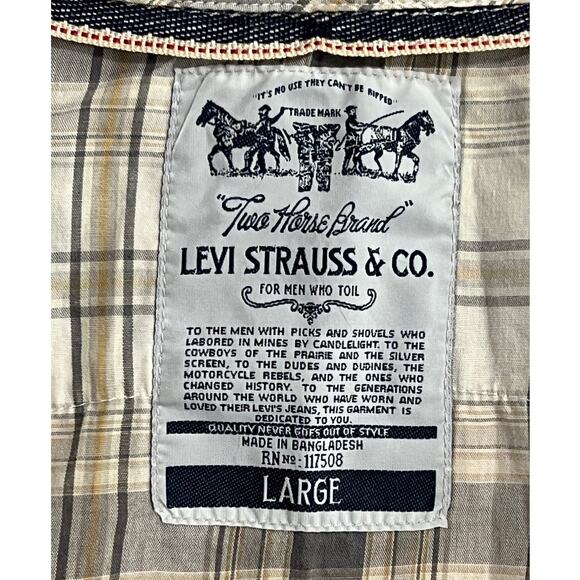 "IT'S NO USE THEY CAN'T BE RIPPED"
TRADE MARK
"Two Horse Brand"
LEVI STRAUSS & CO.
FOR MEN WHO TOIL
TO THE MEN WITH PICKS AND SHOVELS WHO
LABORED IN MINES BY CANDLELIGHT. TO THE
COWBOYS OF THE PRAIRIE AND THE SILVER
SCREEN, TO THE DUDES AND DUDINES, THE
MOTORCYCLE REBELS, AND THE ONES WHO
CHANGED HISTORY. TO THE GENERATIONS
AROUND THE WORLD WHO HAVE WORN AND
LOVED THEIR LEVI'S JEANS, THIS GARMENT IS
DEDICATED TO YOU.
QUALITY NEVER GOES OUT OF STYLE
MADE IN BANGLADESH
RN Nº: 117508
LARGE